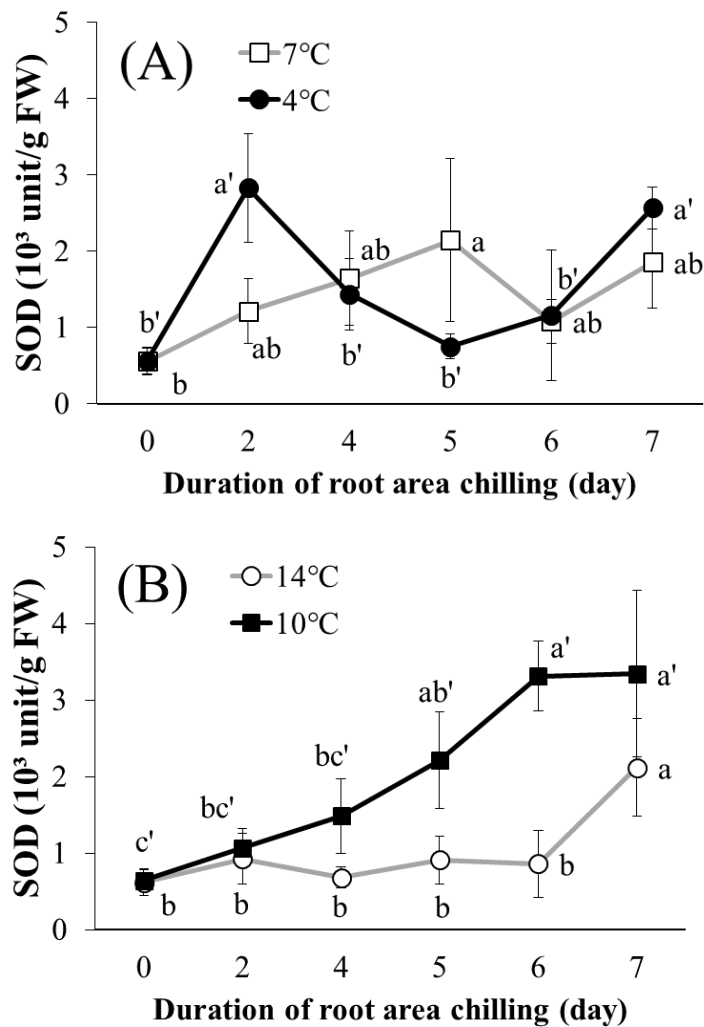 5
(A)
7°C
4°C
4
3
2
1
0
SOD (10³ unit/g FW)
b'
b
a'
ab
ab
b'
a
b'
b'
ab
a'
ab
0 2 4 5 6 7
Duration of root area chilling (day)
5
(B)
14°C
10°C
4
3
2
1
0
SOD (10³ unit/g FW)
c'
b
bc'
b
bc'
b
ab'
b
a'
b
a'
a
0 2 4 5 6 7
Duration of root area chilling (day)